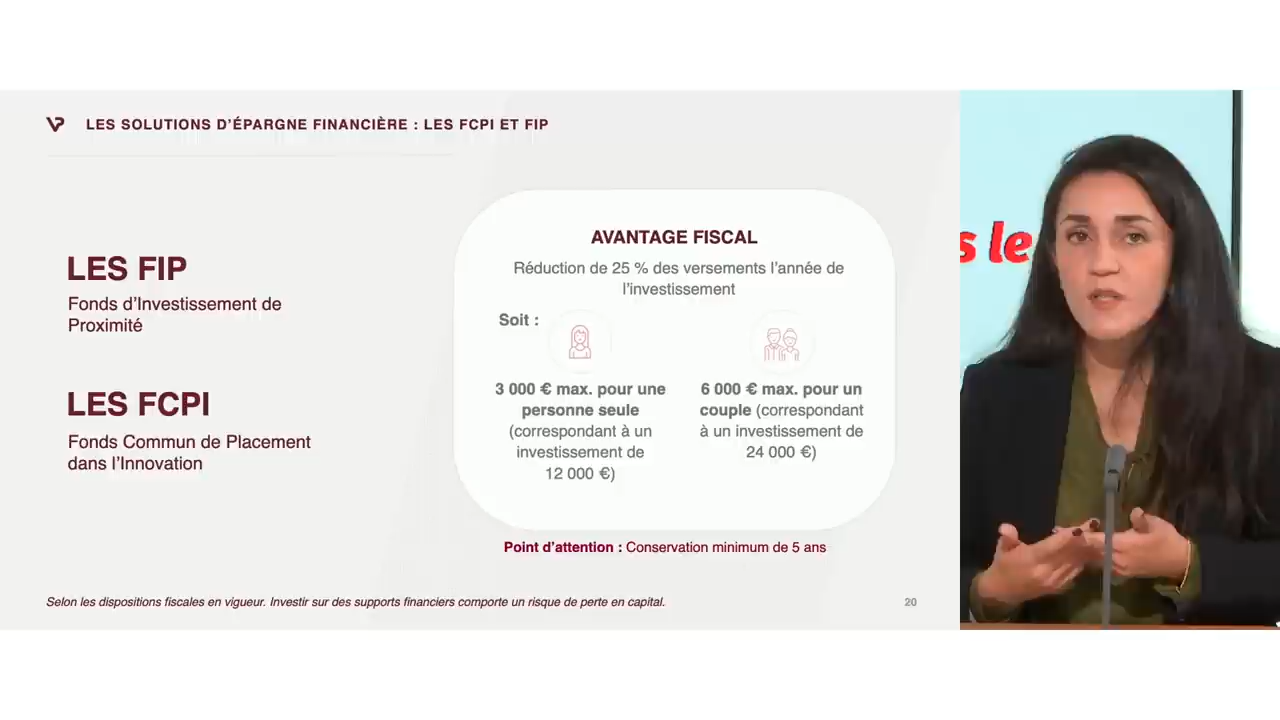 LES SOLUTIONS D’ÉPARGNE FINANCIÈRE : LES FCPI ET FIP
LES FIP
Fonds d’Investissement de
Proximité
LES FCPI
Fonds Commun de Placement
dans l’Innovation
AVANTAGE FISCAL
Réduction de 25 % des versements l’année de
l’investissement
Soit :
3 000 € max. pour une
personne seule
(correspondant à un
investissement de
12 000 €)
6 000 € max. pour un
couple (correspondant
à un investissement de
24 000 €)
Point d’attention : Conservation minimum de 5 ans
Selon les dispositions fiscales en vigueur. Investir sur des supports financiers comporte un risque de perte en capital.
20
s le